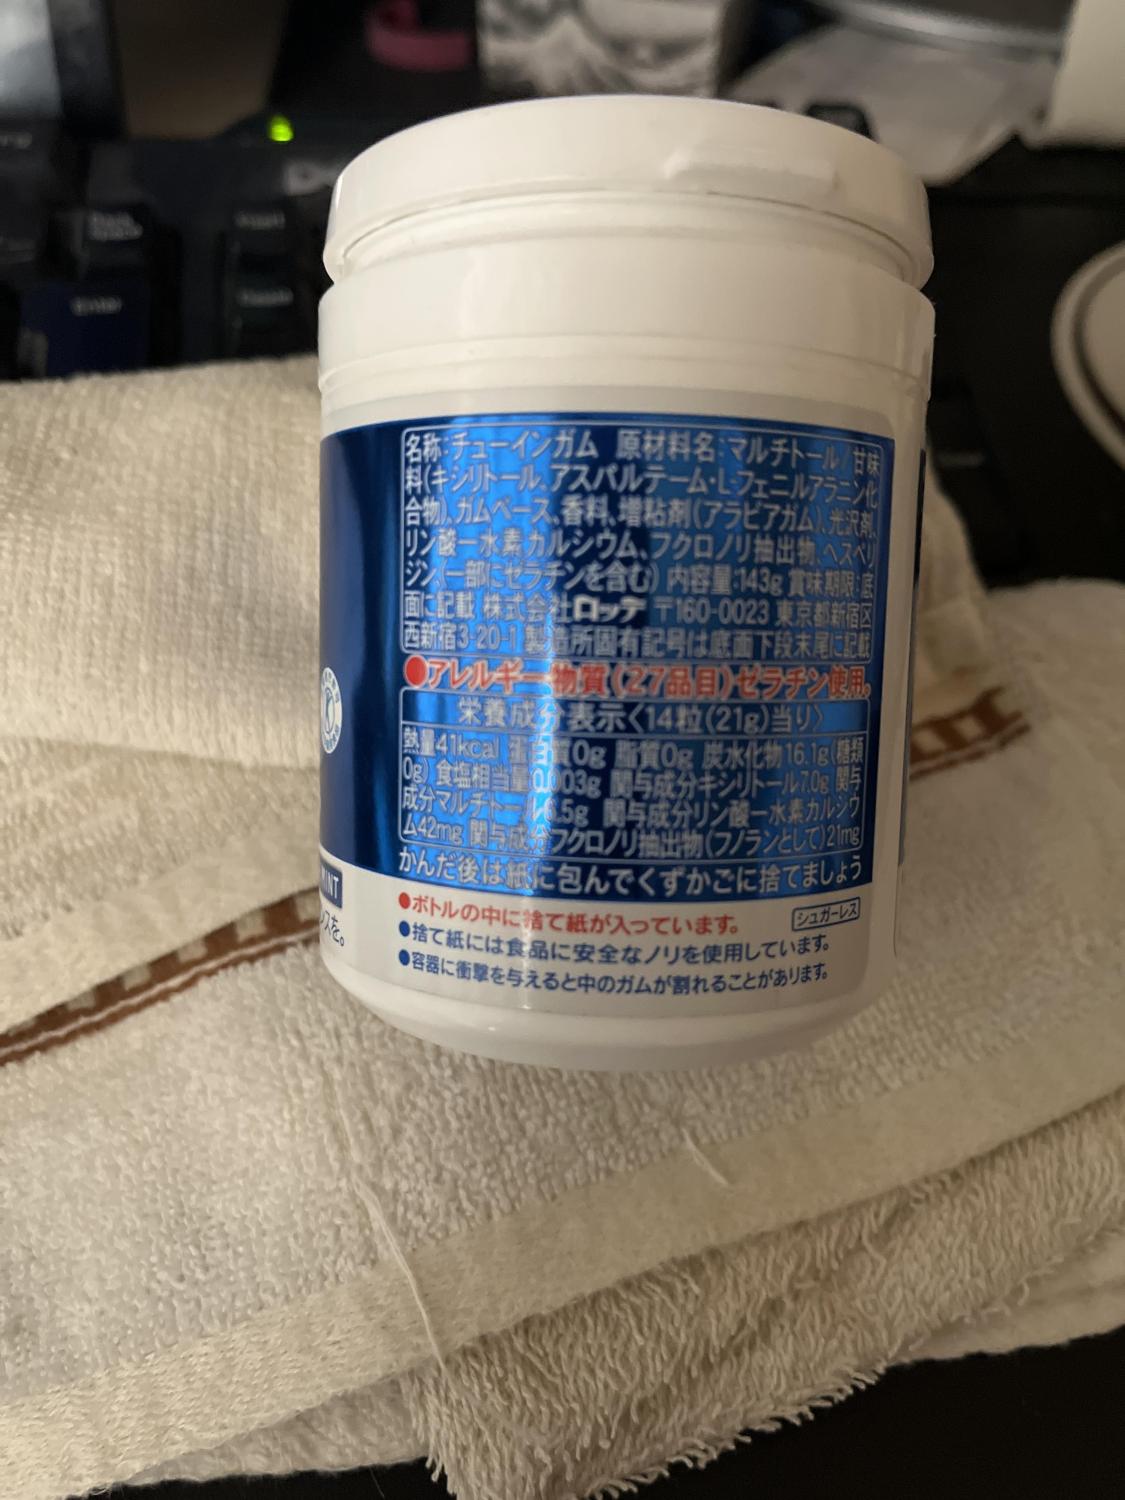 名称:チューインガム 原材料名:マルチトール/甘味
料(キシリトール、アスパルテーム・L-フェニルアラニン化
合物)、ガムベース、香料、増粘剤(アラビアガム)、光沢剤、
リン酸一水素カルシウム、フクロノリ抽出物、ヘスペリ
ジン、(一部にゼラチンを含む) 内容量:143g 賞味期限:底
面に記載 株式会社ロッテ 〒160-0023 東京都新宿区
西新宿3-20-1 製造所固有記号は底面下段末尾に記載
●アレルギー物質(27品目)ゼラチン使用。
栄養成分表示〈14粒(21g)当り〉
熱量41kcal 蛋白質0g 脂質0g 炭水化物16.1g(糖類
0g) 食塩相当量0.003g 関与成分キシリトール7.0g 関与
成分マルチトール6.5g 関与成分リン酸一水素カルシウ
ム42mg 関与成分フクロノリ抽出物(フノランとして)21mg
かんだ後は紙に包んでくずかごに捨てましょう
●ボトルの中に捨て紙が入っています。
シュガーレス
●捨て紙には食品に安全なノリを使用しています。
●容器に衝撃を与えると中のガムが割れることがあります。
MINT
スを。
Enter